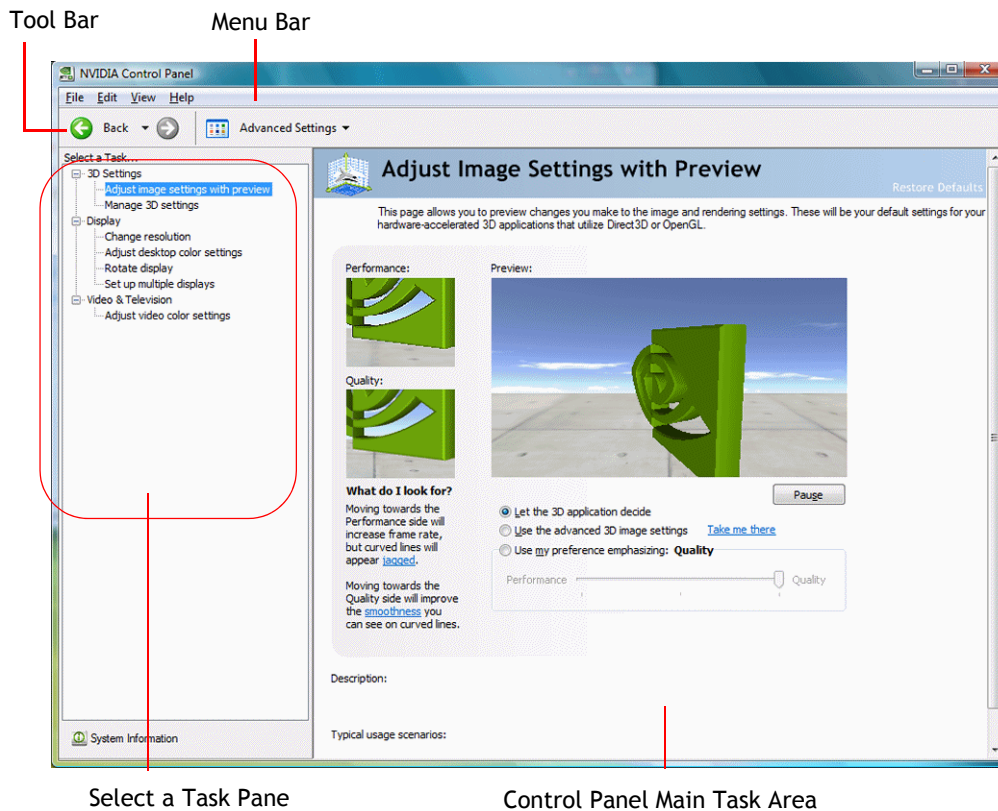 Tool Bar
Menu Bar
NVIDIA Control Panel
File Edit View Help
Back
Advanced Settings
Select a Task...
3D Settings
Adjust image settings with preview
Manage 3D settings
Display
Change resolution
Adjust desktop color settings
Rotate display
Set up multiple displays
Video & Television
Adjust video color settings
System Information
Adjust Image Settings with Preview
Restore Defaults
This page allows you to preview changes you make to the image and rendering settings. These will be your default settings for your
hardware-accelerated 3D applications that utilize Direct3D or OpenGL.
Performance:
Quality:
What do I look for?
Moving towards the
Performance side will
increase frame rate,
but curved lines will
appear jagged.
Moving towards the
Quality side will improve
the smoothness you
can see on curved lines.
Preview:
Pause
Let the 3D application decide
Use the advanced 3D image settings Take me there
Use my preference emphasizing: Quality
Performance Quality
Description:
Typical usage scenarios:
Select a Task Pane
Control Panel Main Task Area